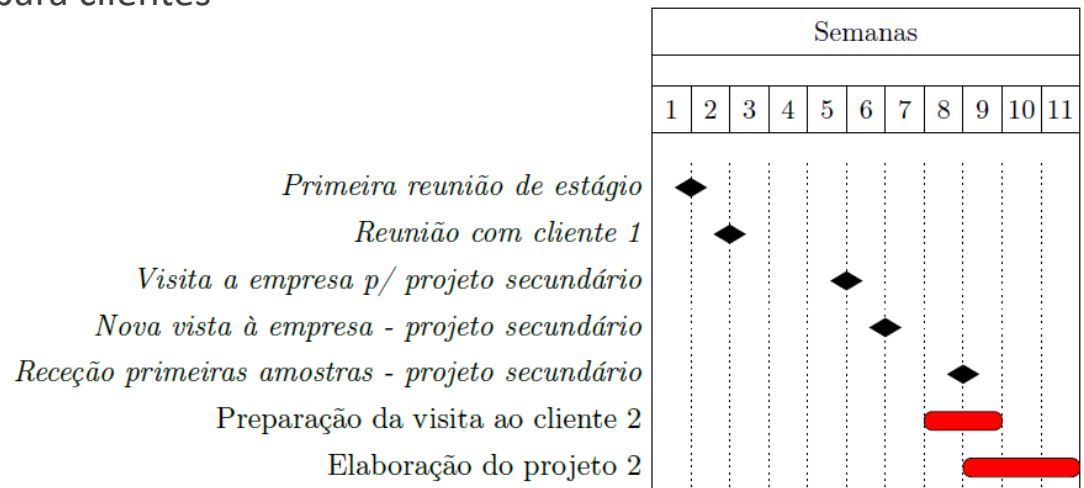 para clientes
Semanas
1 2 3 4 5 6 7 8 9 10 11
Primeira reunião de estágio
Reunião com cliente 1
Visita a empresa p/ projeto secundário
Nova vista à empresa - projeto secundário
Receção primeiras amostras - projeto secundário
Preparação da visita ao cliente 2
Elaboração do projeto 2